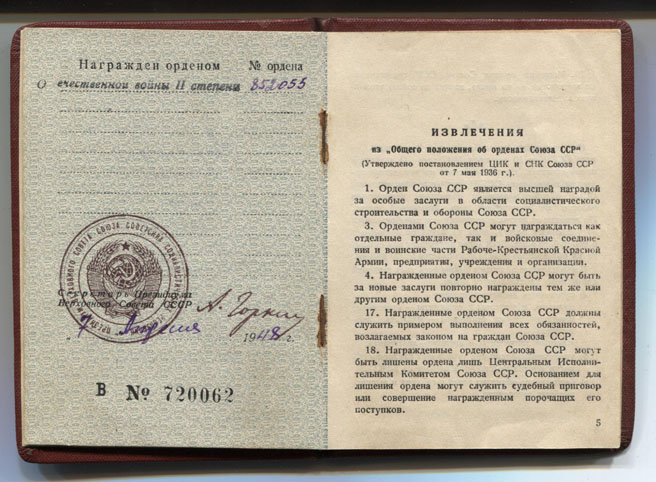 Награжден орденом № ордена
О ечественной войны II степени 852055
Секретарь Президиума
Верховного Совета СССР А. Горкин
"7" Апреля 1948 г.
В № 720062
ИЗВЛЕЧЕНИЯ
из „Общего положения об орденах Союза ССР“
(Утверждено постановлением ЦИК и СНК Союза ССР
от 7 мая 1936 г.).
1. Орден Союза ССР является высшей наградой
за особые заслуги в области социалистического
строительства и обороны Союза ССР.
3. Орденами Союза ССР могут награждаться как
отдельные граждане, так и войсковые соедине-
ния и воинские части Рабоче-Крестьянской Красной
Армии, предприятия, учреждения и организации.
4. Награжденные орденом Союза ССР могут быть
за новые заслуги повторно награждены тем же или
другим орденом Союза ССР.
17. Награжденные орденом Союза ССР должны
служить примером выполнения всех обязанностей,
возлагаемых законом на граждан Союза ССР.
18. Награжденные орденом Союза ССР могут
быть лишены ордена лишь Центральным Исполни-
тельным Комитетом Союза ССР. Основанием для
лишения ордена могут служить судебный приговор
или совершение награжденным порочащих его
поступков.
5